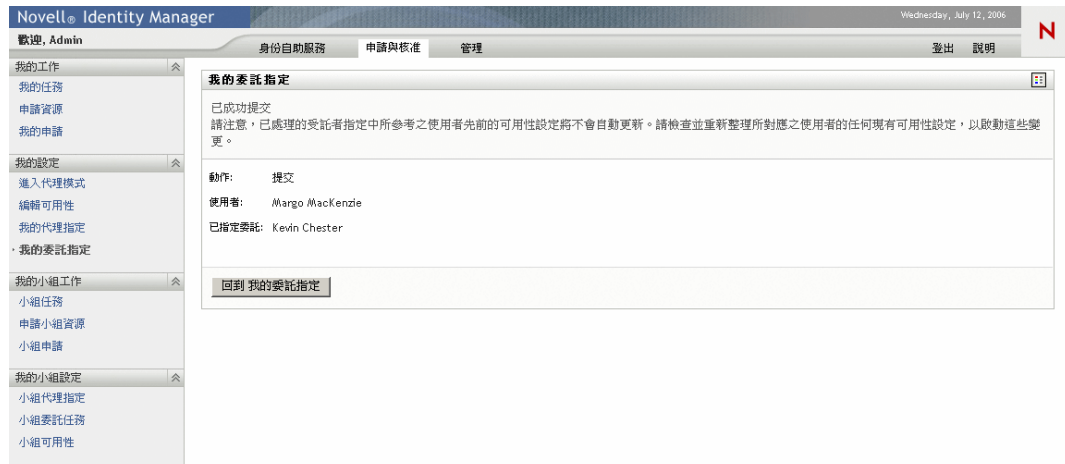 Novell® Identity Manager
Wednesday, July 12, 2006
N
歡迎, Admin
身份自助服務 申請與核准 管理 登出 說明
我的工作
我的任務
申請資源
我的申請
我的設定
進入代理模式
編輯可用性
我的代理指定
我的委託指定
我的小組工作
小組任務
申請小組資源
小組申請
我的小組設定
小組代理指定
小組委託任務
小組可用性
我的委託指定
已成功提交
請注意，已處理的受託者指定中所參考之使用者先前的可用性設定將不會自動更新。請檢查並重新整理所對應之使用者的任何現有可用性設定，以啟動這些變
更。
動作: 提交
使用者: Margo MacKenzie
已指定委託: Kevin Chester
回到 我的委託指定